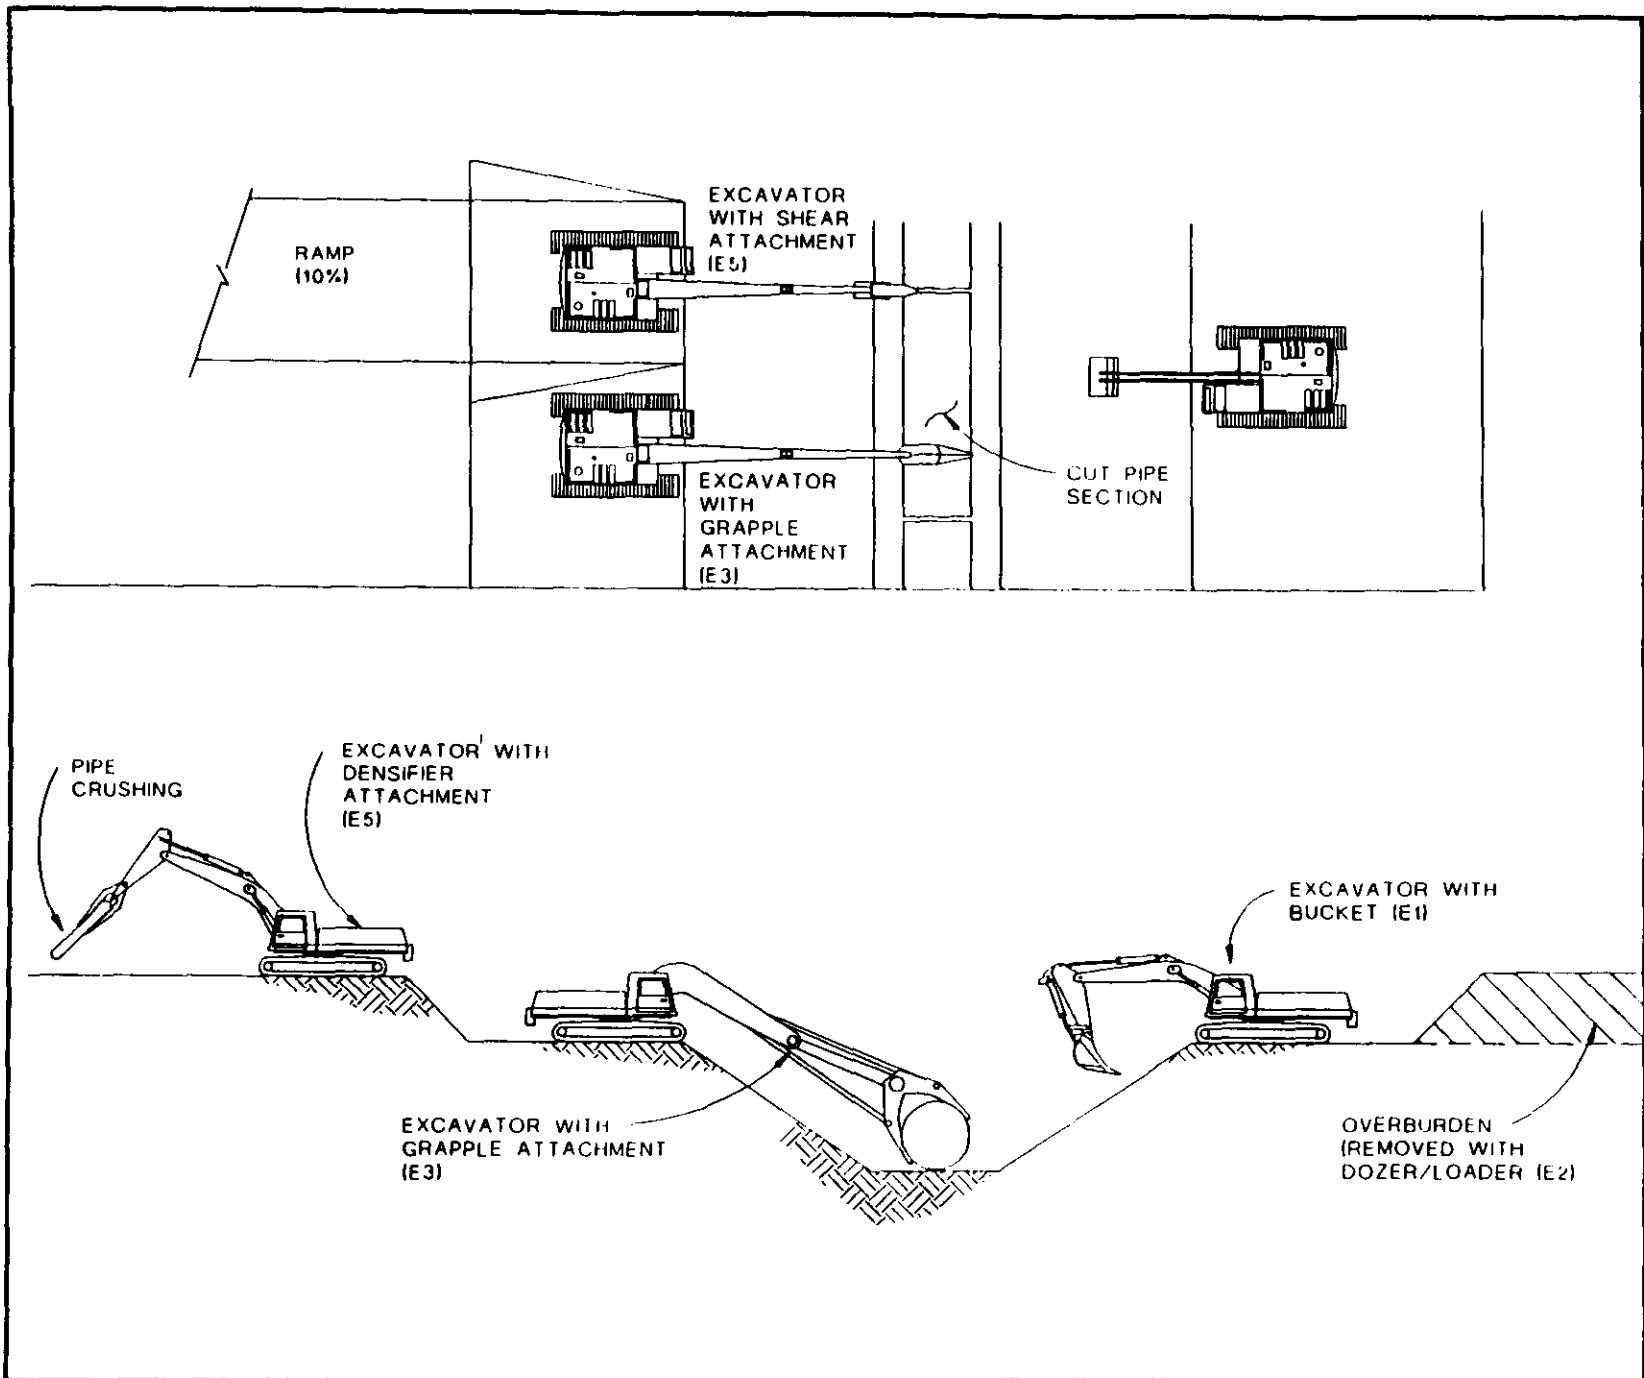 EXCAVATOR
WITH SHEAR
ATTACHMENT
(E5)
RAMP
(10%)
EXCAVATOR
WITH
GRAPPLE
ATTACHMENT
(E3)
CUT PIPE
SECTION
PIPE
CRUSHING
EXCAVATOR WITH
DENSIFIER
ATTACHMENT
(E5)
EXCAVATOR WITH
BUCKET (E1)
EXCAVATOR WITH
GRAPPLE ATTACHMENT
(E3)
OVERBURDEN
(REMOVED WITH
DOZER/LOADER (E2)